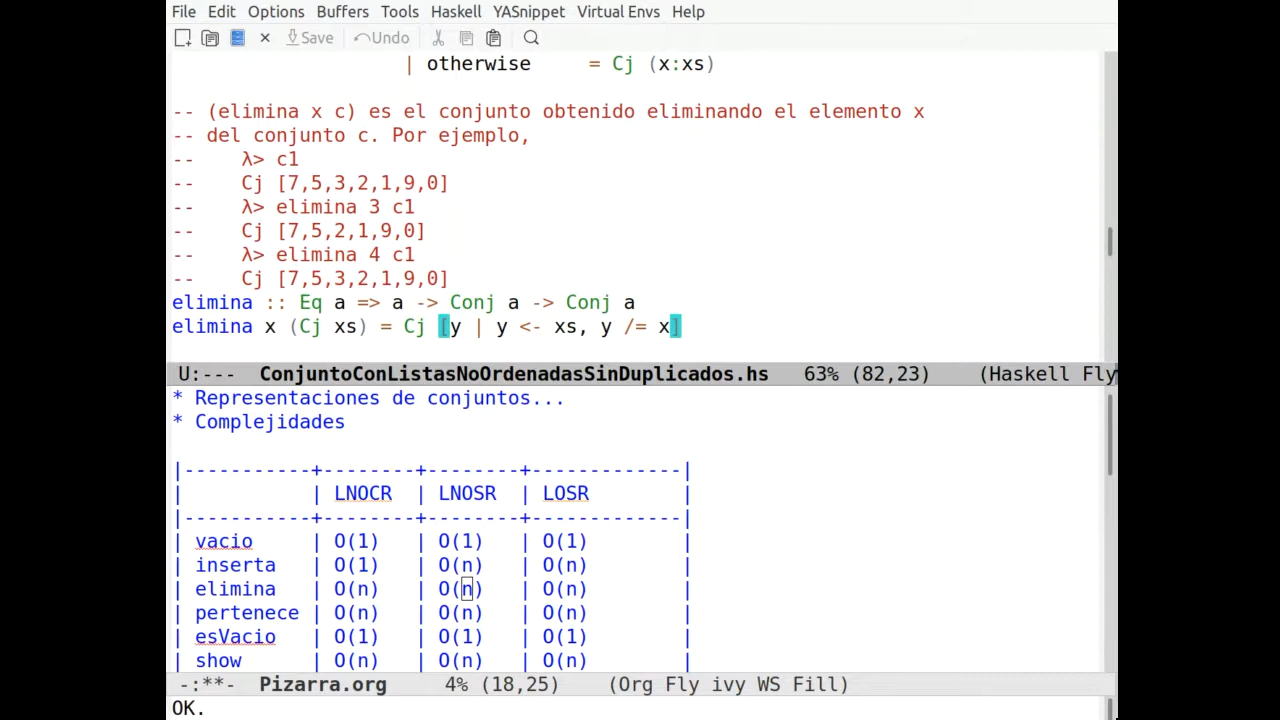 File Edit Options Buffers Tools Haskell YASnippet Virtual Envs Help
Save Undo
| otherwise     = Cj (x:xs)
-- (elimina x c) es el conjunto obtenido eliminando el elemento x
-- del conjunto c. Por ejemplo,
--    λ> c1
--    Cj [7,5,3,2,1,9,0]
--    λ> elimina 3 c1
--    Cj [7,5,2,1,9,0]
--    λ> elimina 4 c1
--    Cj [7,5,3,2,1,9,0]
elimina :: Eq a => a -> Conj a -> Conj a
elimina x (Cj xs) = Cj [y | y <- xs, y /= x]
U:---  ConjuntoConListasNoOrdenadasSinDuplicados.hs   63% (82,23)    (Haskell Fly
* Representaciones de conjuntos...
* Complejidades
|-----------+--------+--------+-------------|
|           | LNOCR  | LNOSR  | LOSR        |
|-----------+--------+--------+-------------|
| vacio     | O(1)   | O(1)   | O(1)        |
| inserta   | O(1)   | O(n)   | O(n)        |
| elimina   | O(n)   | O(n)   | O(n)        |
| pertenece | O(n)   | O(n)   | O(n)        |
| esVacio   | O(1)   | O(1)   | O(1)        |
| show      | O(n)   | O(n)   | O(n)        |
-:**-  Pizarra.org     4% (18,25)    (Org Fly ivy WS Fill)
OK.